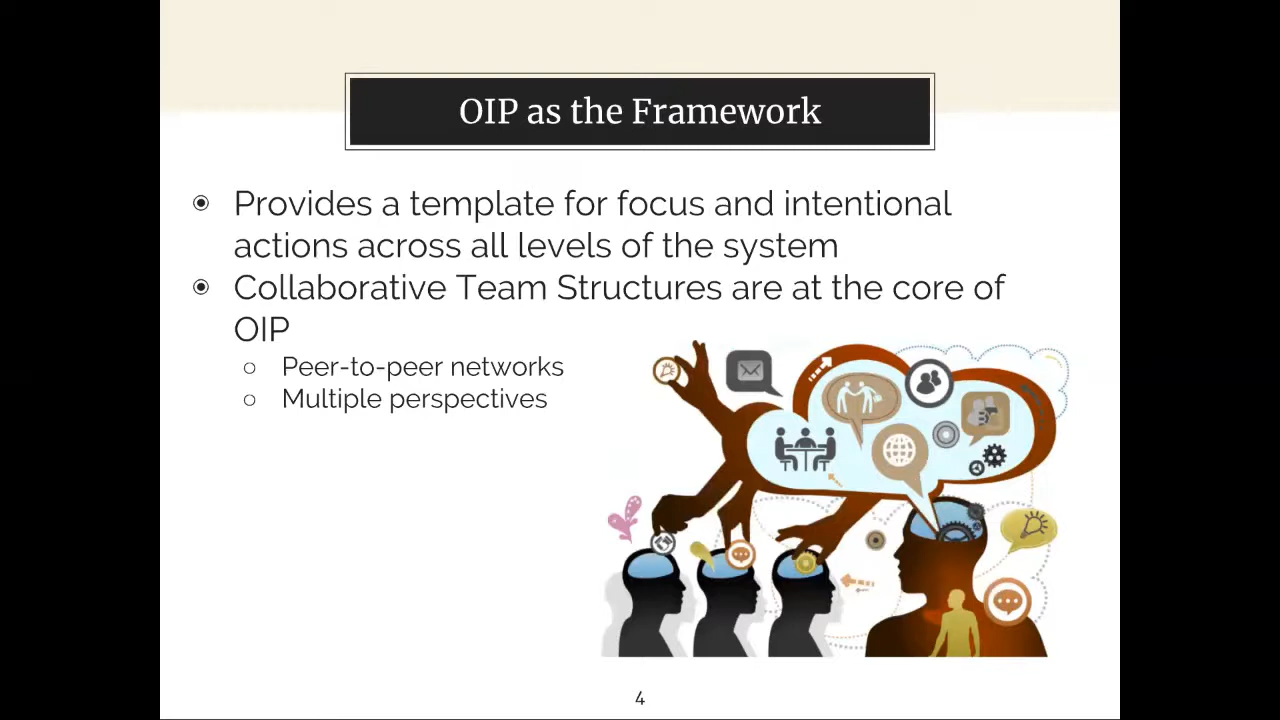 OIP as the Framework
Provides a template for focus and intentional
actions across all levels of the system
Collaborative Team Structures are at the core of
OIP
Peer-to-peer networks
Multiple perspectives
4